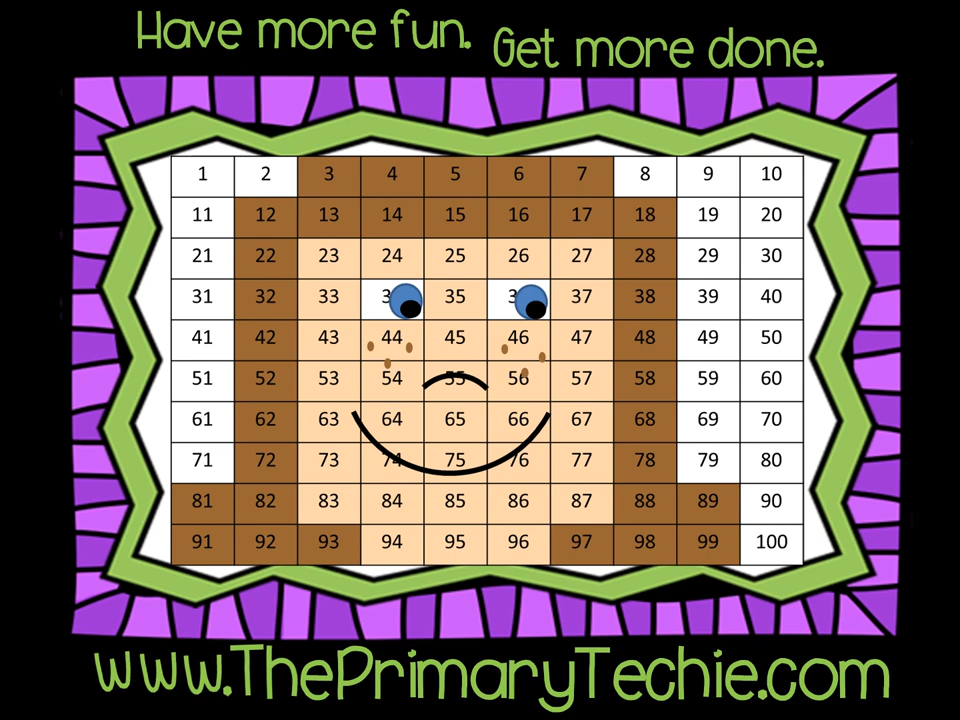 Have more fun. Get more done.
1 2 3 4 5 6 7 8 9 10
11 12 13 14 15 16 17 18 19 20
21 22 23 24 25 26 27 28 29 30
31 32 33 3 35 3 37 38 39 40
41 42 43 44 45 46 47 48 49 50
51 52 53 54 55 56 57 58 59 60
61 62 63 64 65 66 67 68 69 70
71 72 73 74 75 76 77 78 79 80
81 82 83 84 85 86 87 88 89 90
91 92 93 94 95 96 97 98 99 100
www.ThePrimaryTechie.com